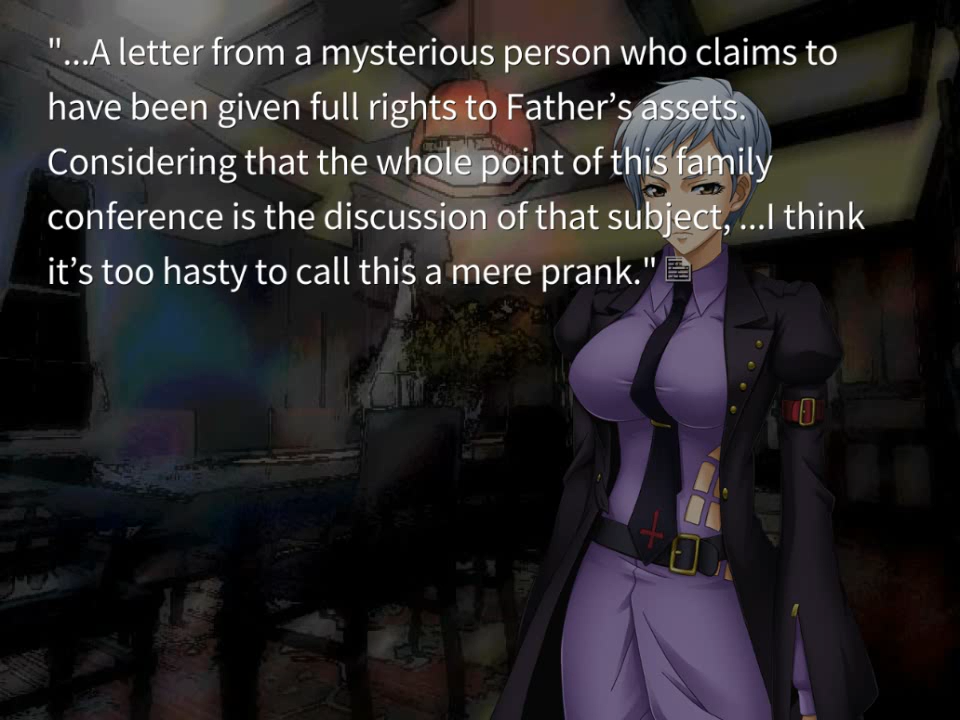 "...A letter from a mysterious person who claims to
have been given full rights to Father’s assets.
Considering that the whole point of this family
conference is the discussion of that subject, ...I think
it’s too hasty to call this a mere prank."